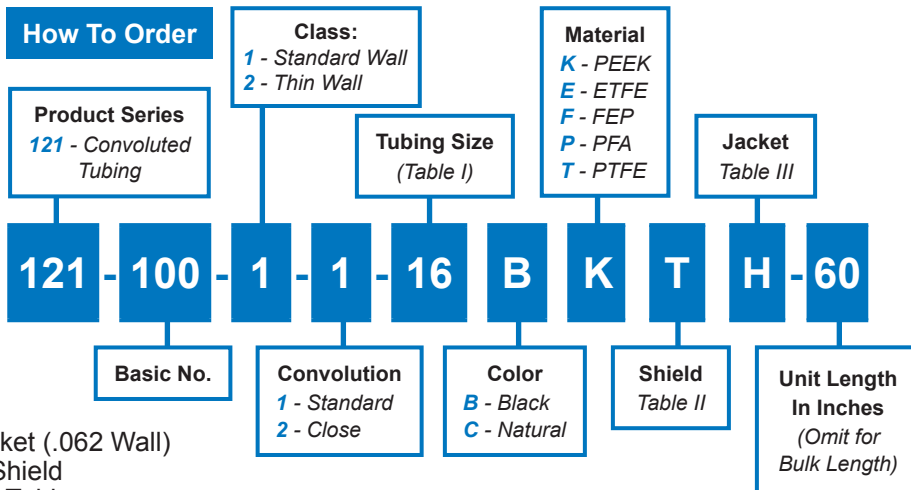 How To Order
Product Series
121 - Convoluted
Tubing
Class:
1 - Standard Wall
2 - Thin Wall
Tubing Size
(Table I)
Material
K - PEEK
E - ETFE
F - FEP
P - PFA
T - PTFE
Jacket
Table III
121 - 100 - 1 - 1 - 16 B K T H - 60
Basic No.
Convolution
1 - Standard
2 - Close
Color
B - Black
C - Natural
Shield
Table II
Unit Length
In Inches
(Omit for
Bulk Length)
ket (.062 Wall)
Shield